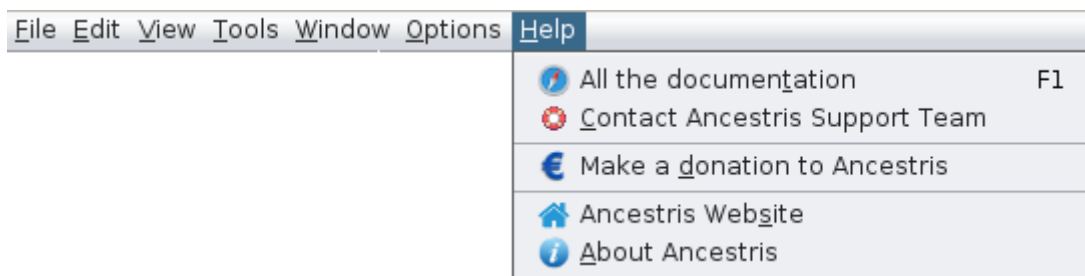 File Edit View Tools Window Options Help
All the documentation F1
Contact Ancestris Support Team
Make a donation to Ancestris
Ancestris Website
About Ancestris